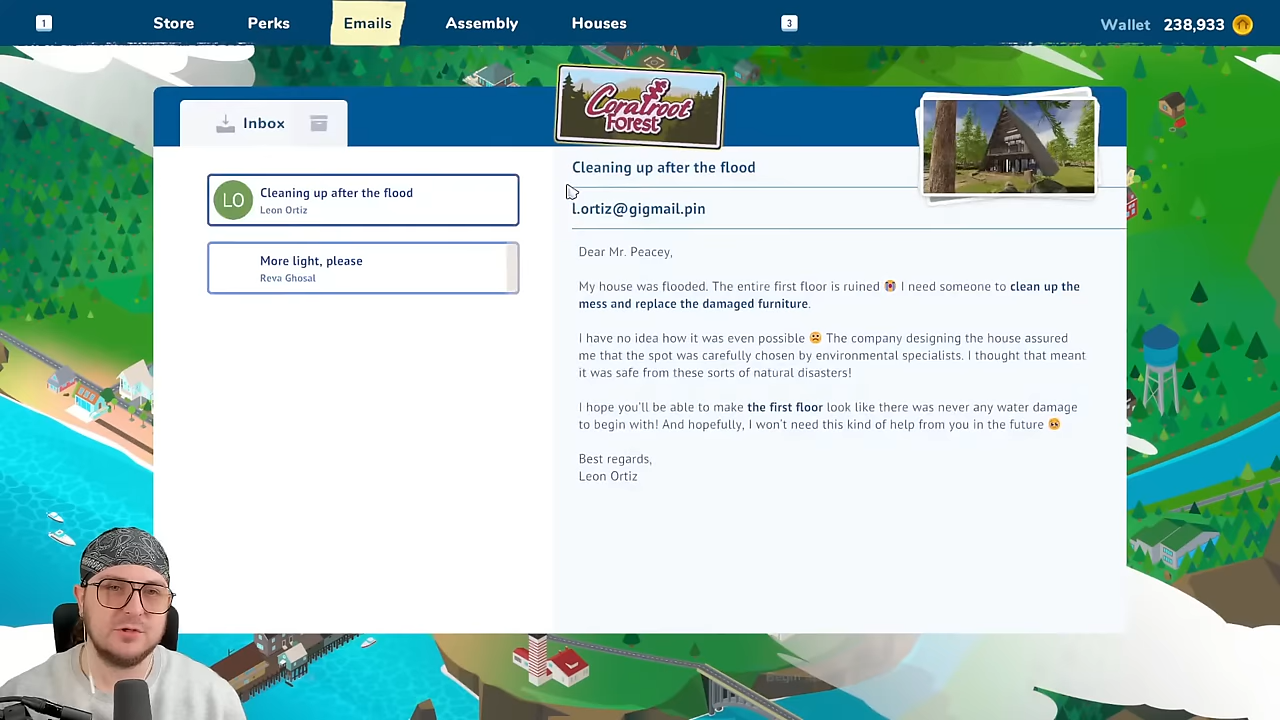 1 Store Perks Emails Assembly Houses 3 Wallet 238,933
Coralroot
FOREST
Inbox
Cleaning up after the flood
LO
Leon Ortiz
More light, please
Reva Ghosal
Cleaning up after the flood
l.ortiz@gigmail.pin
Dear Mr. Peacey,
My house was flooded. The entire first floor is ruined I need someone to clean up the
mess and replace the damaged furniture.
I have no idea how it was even possible The company designing the house assured
me that the spot was carefully chosen by environmental specialists. I thought that meant
it was safe from these sorts of natural disasters!
I hope you'll be able to make the first floor look like there was never any water damage
to begin with! And hopefully, I won't need this kind of help from you in the future
Best regards,
Leon Ortiz